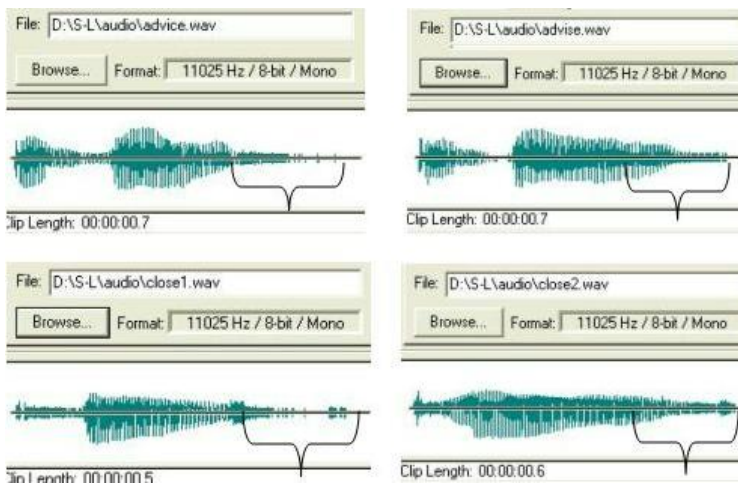 File: D:\S-L\audio\advice.wav
Browse... Format: 11025 Hz / 8-bit / Mono
Clip Length: 00:00:00.7
File: D:\S-L\audio\advise.wav
Browse... Format: 11025 Hz / 8-bit / Mono
Clip Length: 00:00:00.7
File: D:\S-L\audio\close1.wav
Browse... Format: 11025 Hz / 8-bit / Mono
Clip Length: 00:00:00.5
File: D:\S-L\audio\close2.wav
Browse... Format: 11025 Hz / 8-bit / Mono
Clip Length: 00:00:00.6